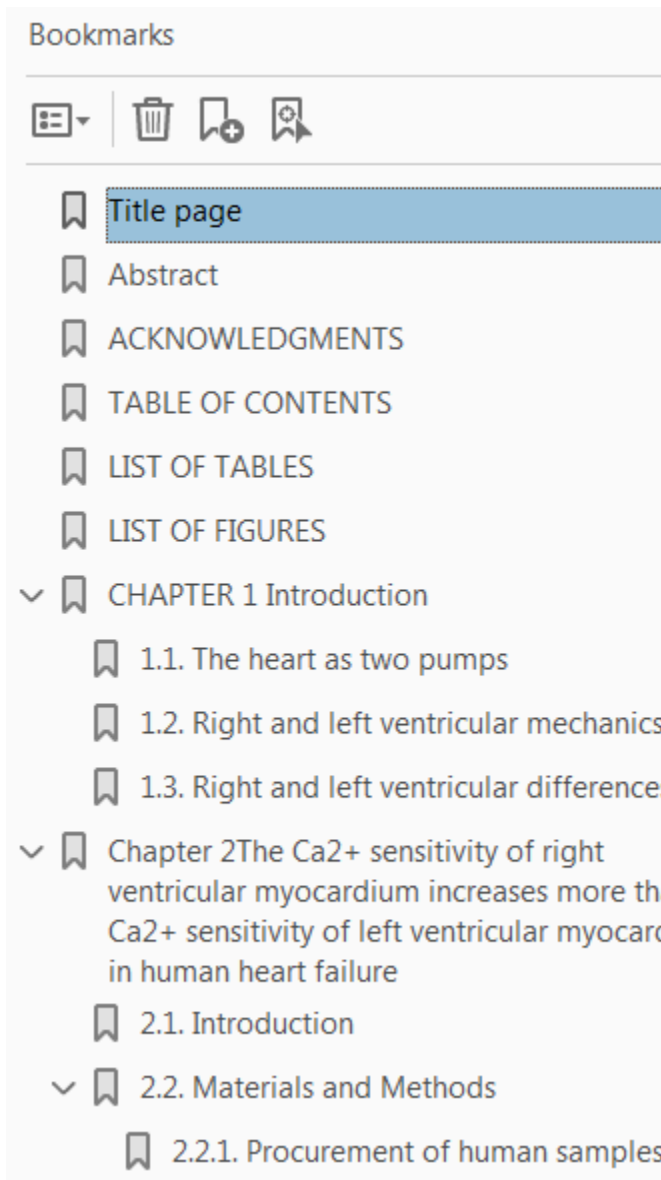 Bookmarks
Title page
Abstract
ACKNOWLEDGMENTS
TABLE OF CONTENTS
LIST OF TABLES
LIST OF FIGURES
CHAPTER 1 Introduction
1.1. The heart as two pumps
1.2. Right and left ventricular mechanics
1.3. Right and left ventricular difference
Chapter 2The Ca2+ sensitivity of right
ventricular myocardium increases more th
Ca2+ sensitivity of left ventricular myocar
in human heart failure
2.1. Introduction
2.2. Materials and Methods
2.2.1. Procurement of human samples